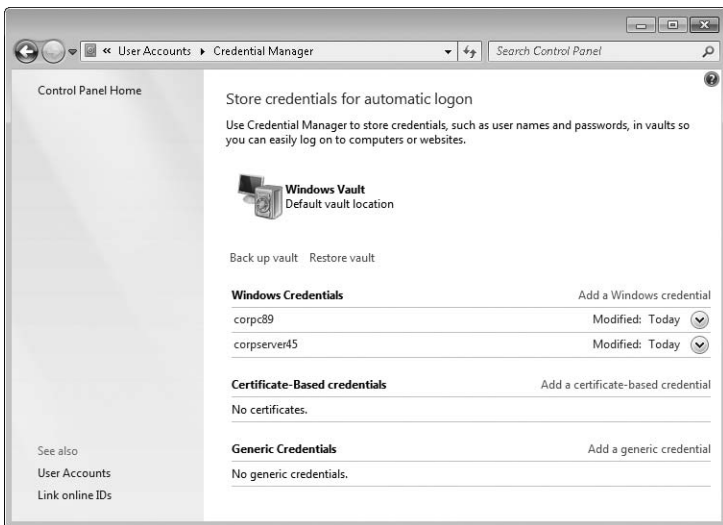 « User Accounts ▸ Credential Manager
Search Control Panel
Control Panel Home
Store credentials for automatic logon
Use Credential Manager to store credentials, such as user names and passwords, in vaults so
you can easily log on to computers or websites.
Windows Vault
Default vault location
Back up vault Restore vault
Windows Credentials Add a Windows credential
corpc89 Modified: Today
corpserver45 Modified: Today
Certificate-Based credentials Add a certificate-based credential
No certificates.
Generic Credentials Add a generic credential
No generic credentials.
See also
User Accounts
Link online IDs